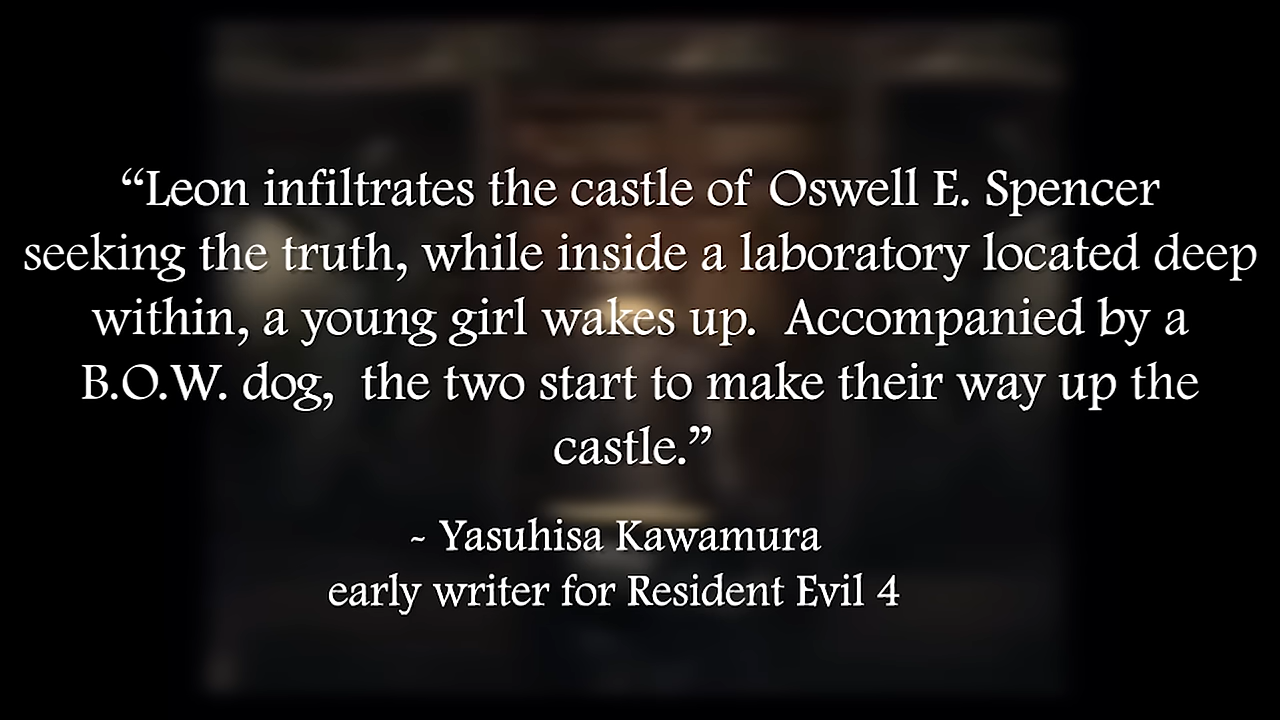 “Leon infiltrates the castle of Oswell E. Spencer
seeking the truth, while inside a laboratory located deep
within, a young girl wakes up.  Accompanied by a
B.O.W. dog,  the two start to make their way up the
castle.”
- Yasuhisa Kawamura
early writer for Resident Evil 4